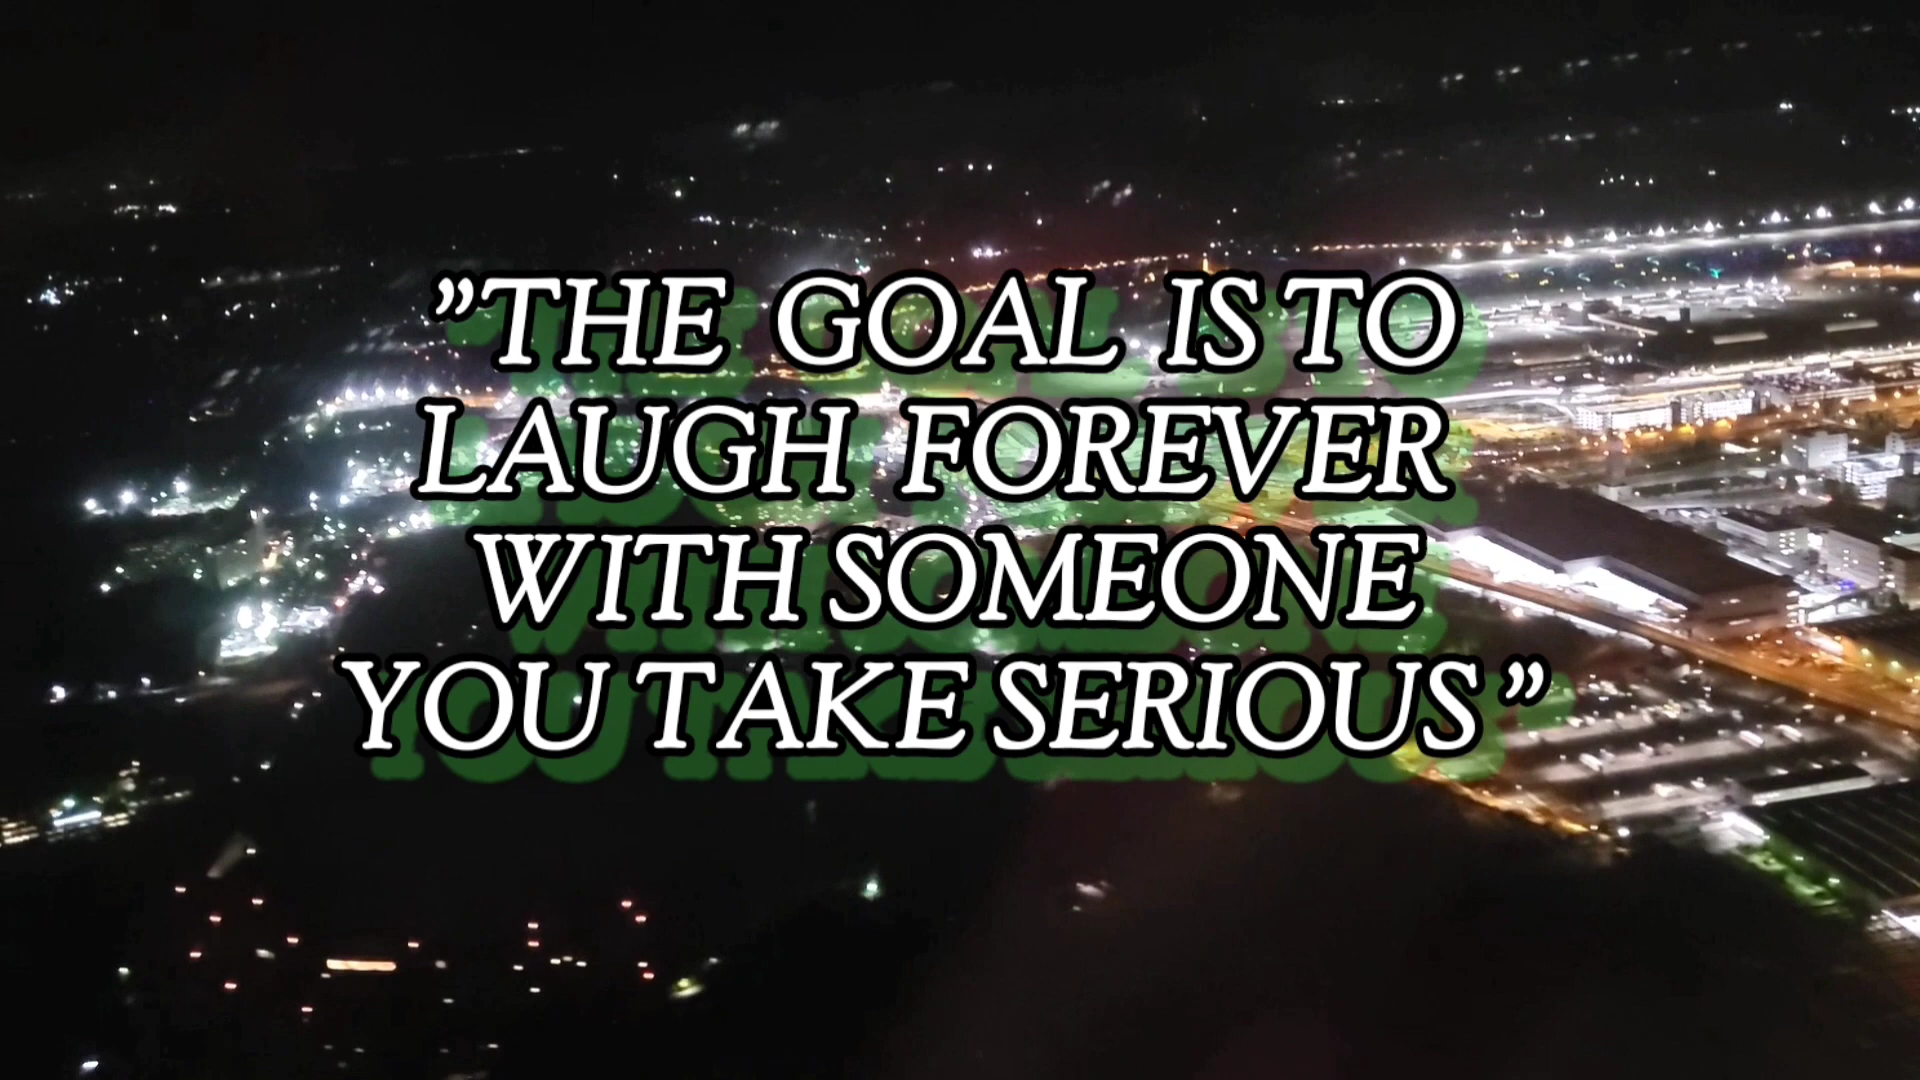 ”THE GOAL IS TO
LAUGH FOREVER
WITH SOMEONE
YOU TAKE SERIOUS ”